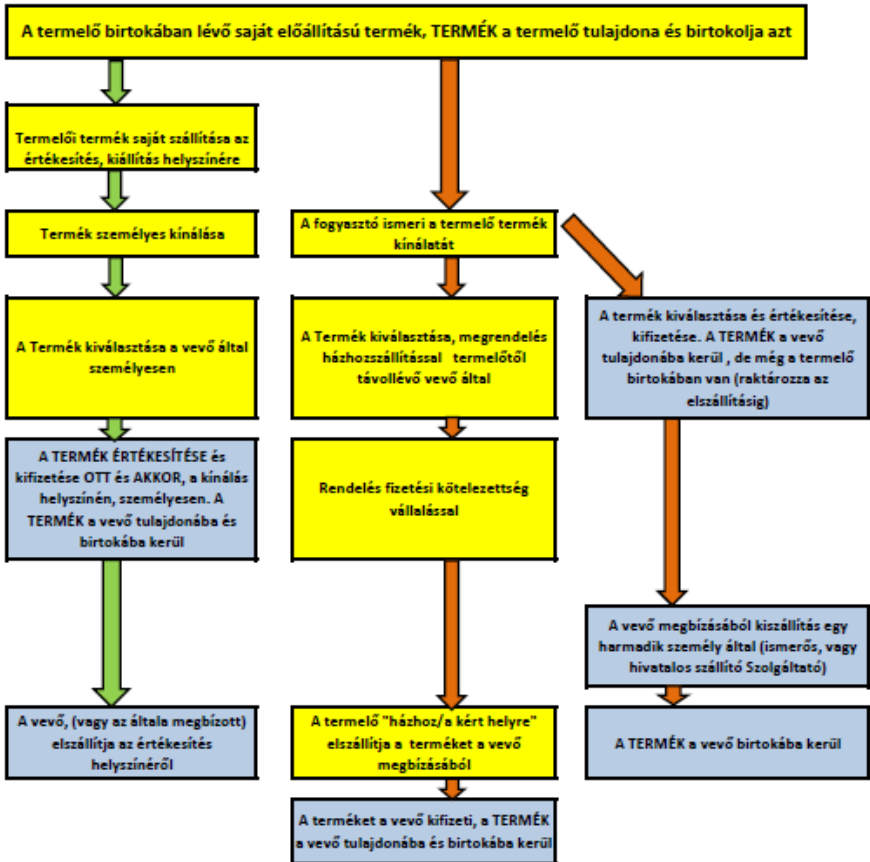 A termelő birtokában lévő saját előállítású termék, TERMÉK a termelő tulajdona és birtokolja azt
Termelői termék saját szállítása az
értékesítés, kiállítás helyszínére
Termék személyes kínálása
A Termék kiválasztása a vevő által
személyesen
A TERMÉK ÉRTÉKESÍTÉSE és
kifizetése OTT és AKKOR, a kínálás
helyszínén, személyesen. A
TERMÉK a vevő tulajdonába és
birtokába kerül
A vevő, (vagy az általa megbízott)
elszállítja az értékesítés
helyszínéről
A fogyasztó ismeri a termelő termék
kínálatát
A Termék kiválasztása, megrendelés
házhozszállítással termelőtől
távollévő vevő által
Rendelés fizetési kötelezettség
vállalással
A termelő "házhoz/a kért helyre"
elszállítja a terméket a vevő
megbízásából
A terméket a vevő kifizeti, a TERMÉK
a vevő tulajdonába és birtokába kerül
A termék kiválasztása és értékesítése,
kifizetése. A TERMÉK a vevő
tulajdonába kerül , de még a termelő
birtokában van (raktározza az
elszállításig)
A vevő megbízásából kiszállítás egy
harmadik személy által (ismerős, vagy
hivatalos szállító Szolgáltató)
A TERMÉK a vevő birtokába kerül